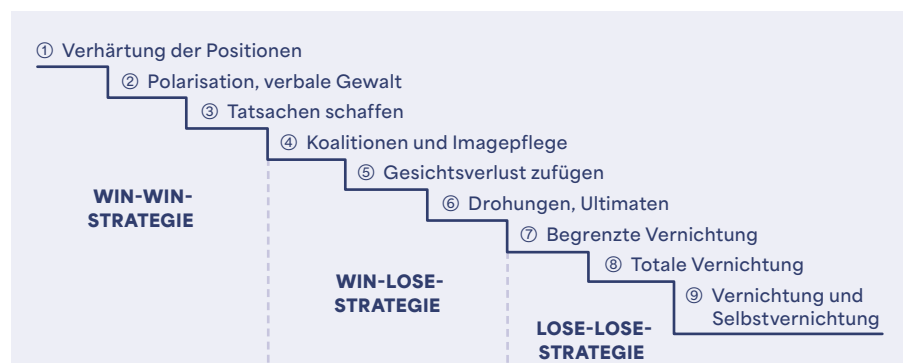 ① Verhärtung der Positionen
② Polarisation, verbale Gewalt
③ Tatsachen schaffen
④ Koalitionen und Imagepflege
⑤ Gesichtsverlust zufügen
⑥ Drohungen, Ultimaten
⑦ Begrenzte Vernichtung
⑧ Totale Vernichtung
⑨ Vernichtung und
Selbstvernichtung
WIN-WIN-
STRATEGIE
WIN-LOSE-
STRATEGIE
LOSE-LOSE-
STRATEGIE